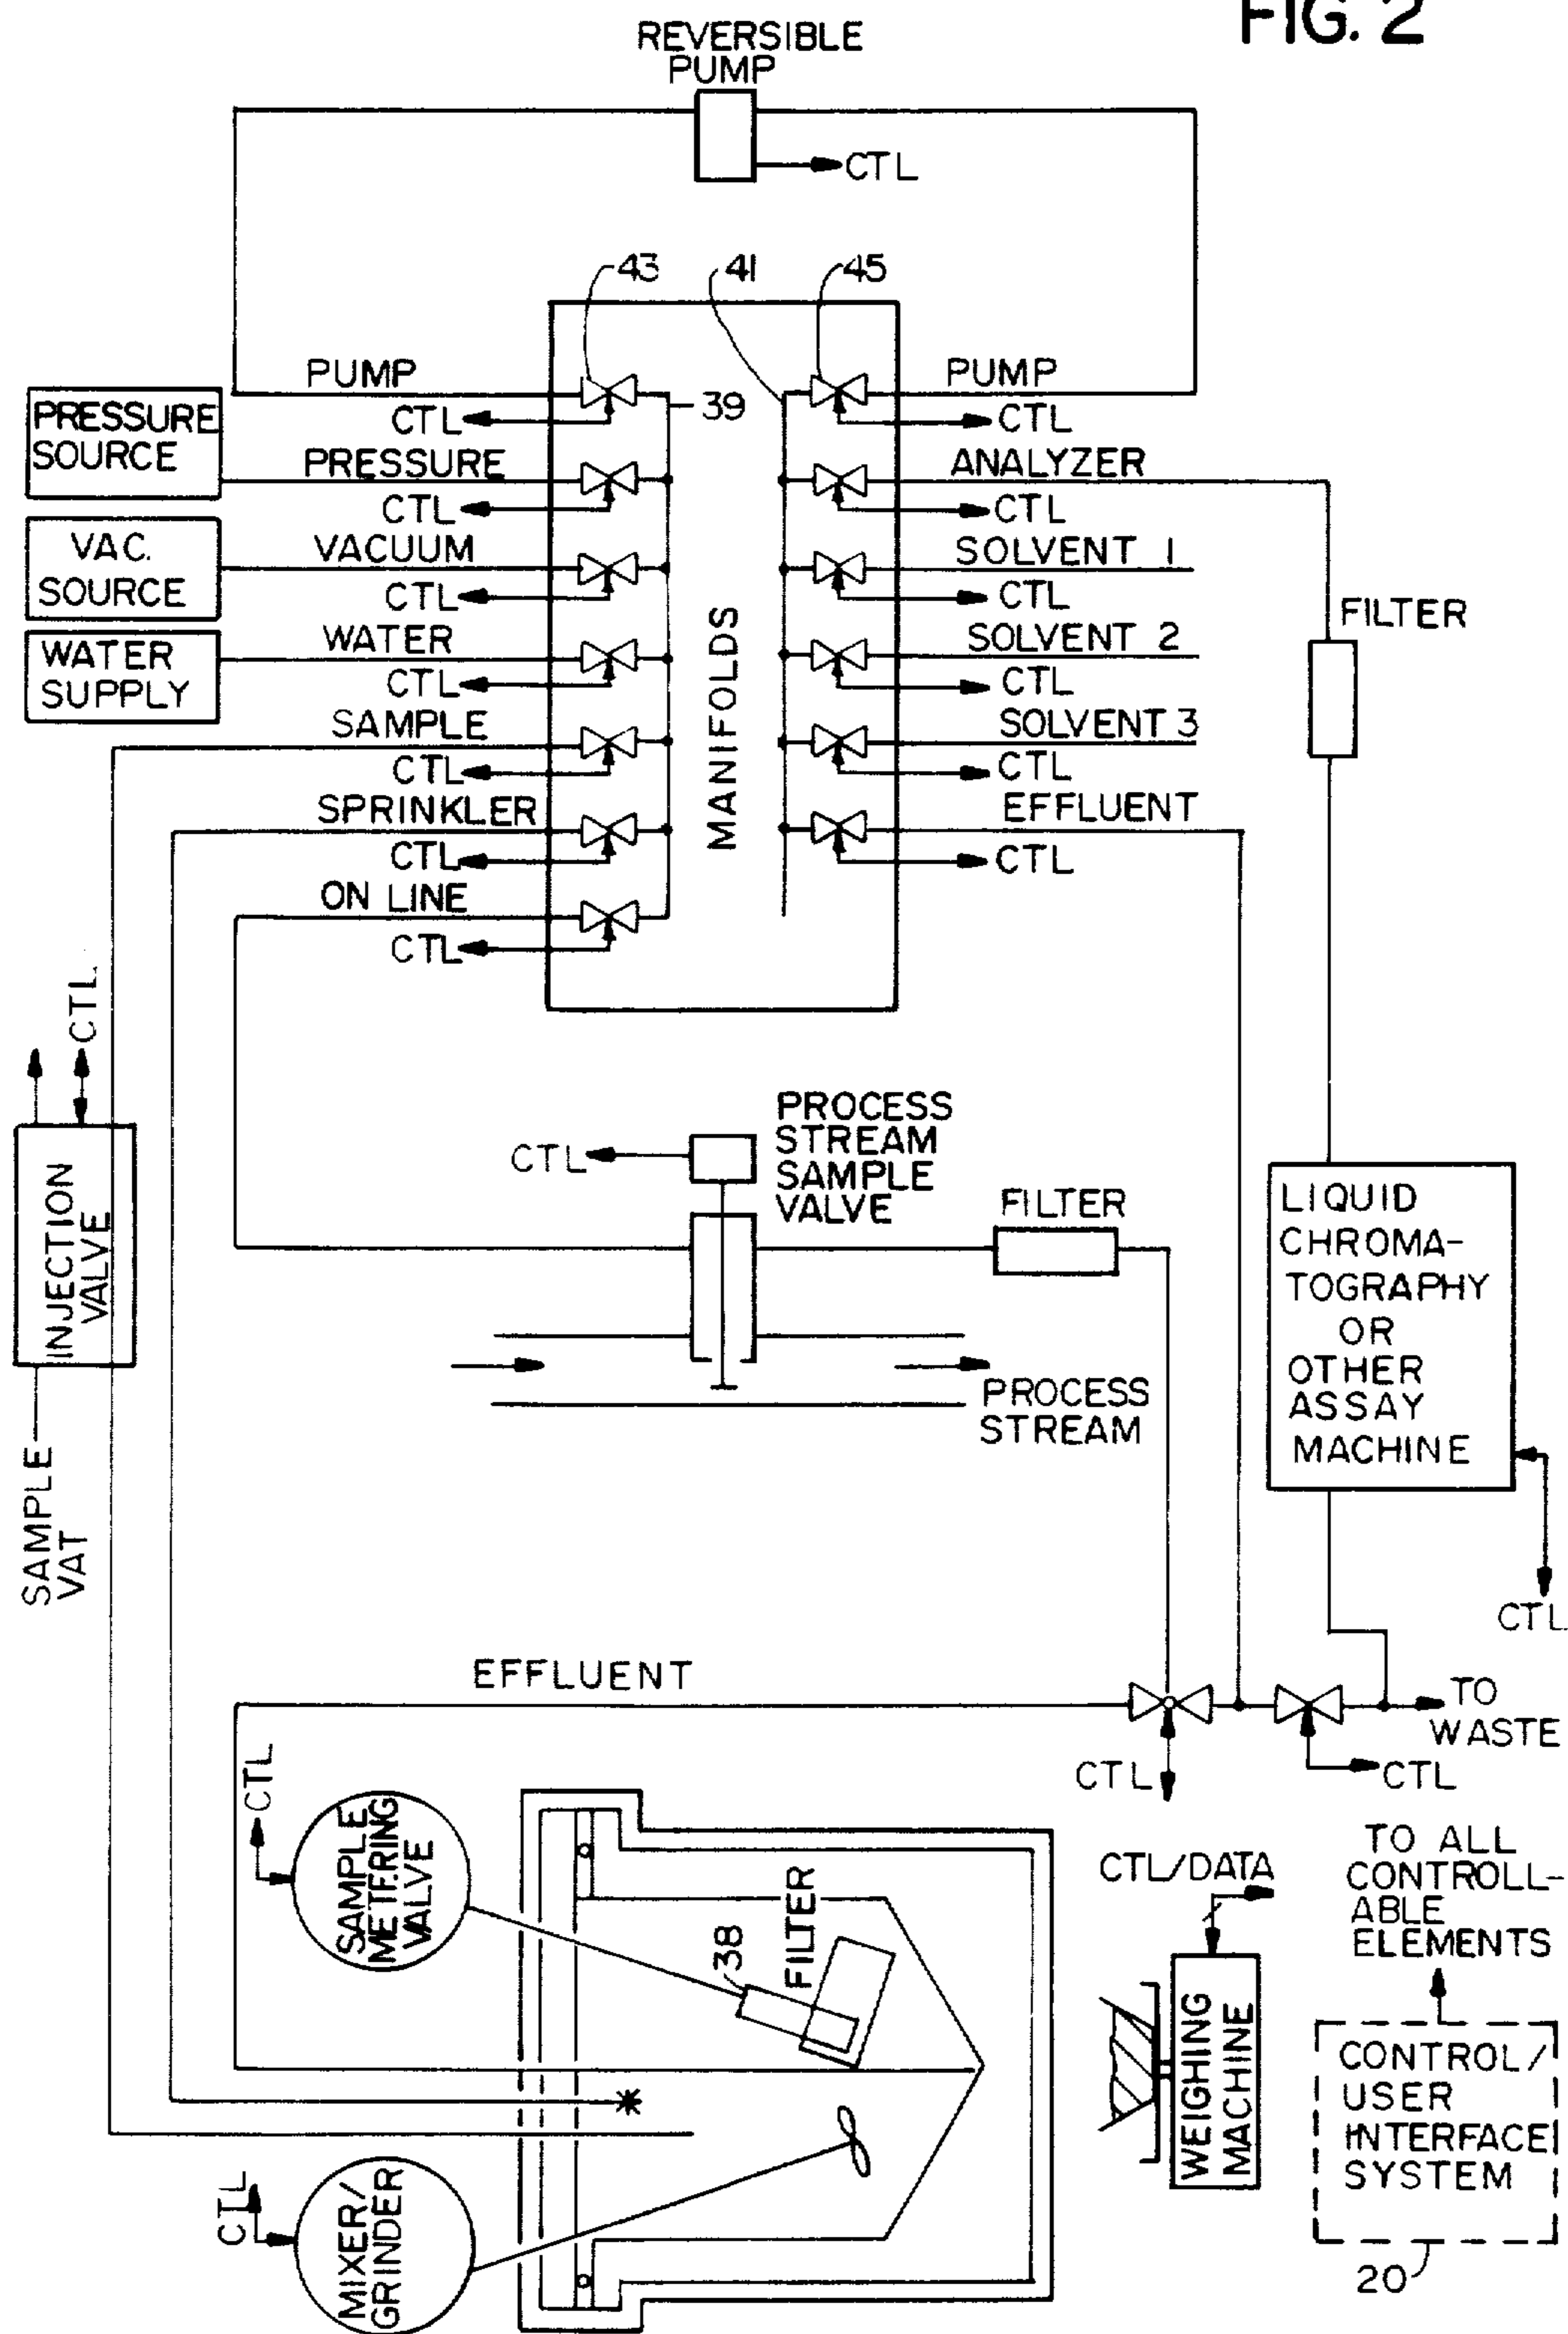 FIG. 2
REVERSIBLE
PUMP
CTL
43
41
45
PUMP
PUMP
CTL
39
CTL
PRESSURE
SOURCE
PRESSURE
ANALYZER
CTL
CTL
VAC.
SOURCE
VACUUM
SOLVENT 1
CTL
CTL
FILTER
WATER
SUPPLY
WATER
SOLVENT 2
CTL
CTL
MANIFOLDS
SAMPLE
SOLVENT 3
CTL
CTL
SPRINKLER
EFFLUENT
CTL
CTL
ON LINE
CTL
CTL.
INJECTION
VALVE
SAMPLE
VAT
CTL
PROCESS
STREAM
SAMPLE
VALVE
FILTER
PROCESS
STREAM
LIQUID
CHROMA-
TOGRAPHY
OR
OTHER
ASSAY
MACHINE
CTL
EFFLUENT
TO
WASTE
CTL
CTL
CTL
SAMPLE
METERING
VALVE
38
FILTER
CTL
MIXER/
GRINDER
CTL/DATA
WEIGHING
MACHINE
TO ALL
CONTROLL-
ABLE
ELEMENTS
CONTROL/
USER
INTERFACE
SYSTEM
20